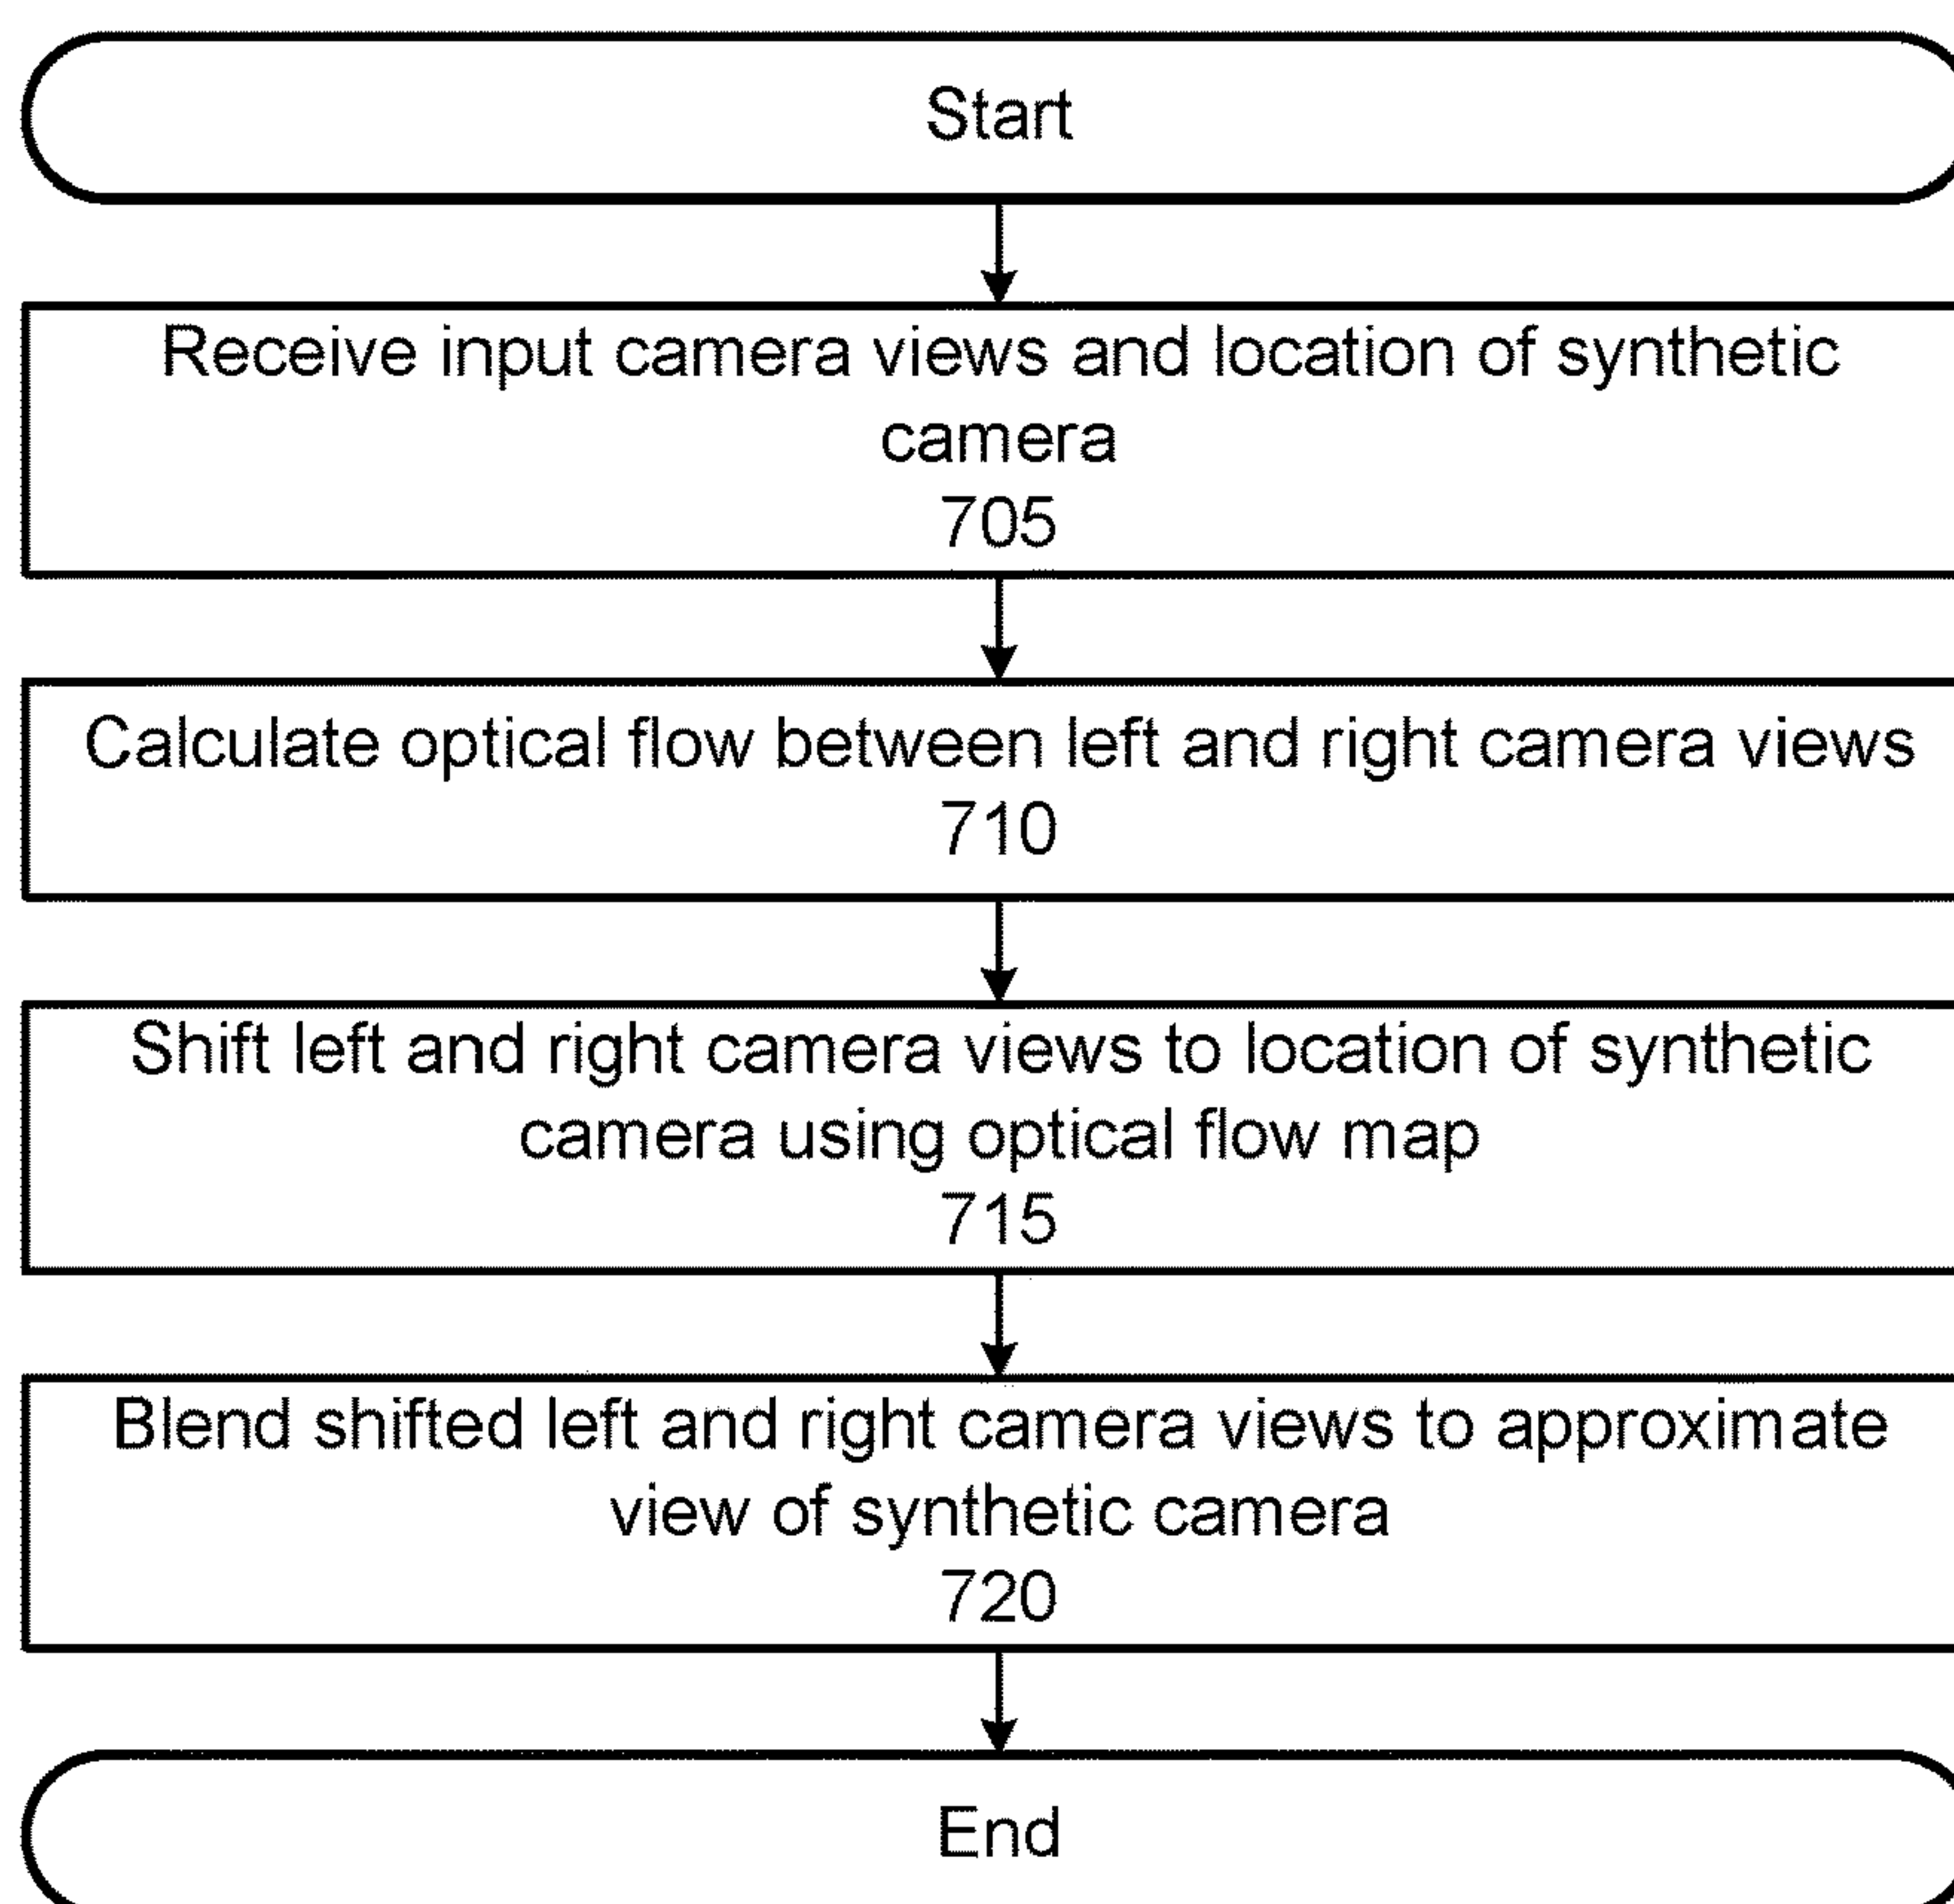 Start
Receive input camera views and location of synthetic
camera
705
Calculate optical flow between left and right camera views
710
Shift left and right camera views to location of synthetic
camera using optical flow map
715
Blend shifted left and right camera views to approximate
view of synthetic camera
720
End